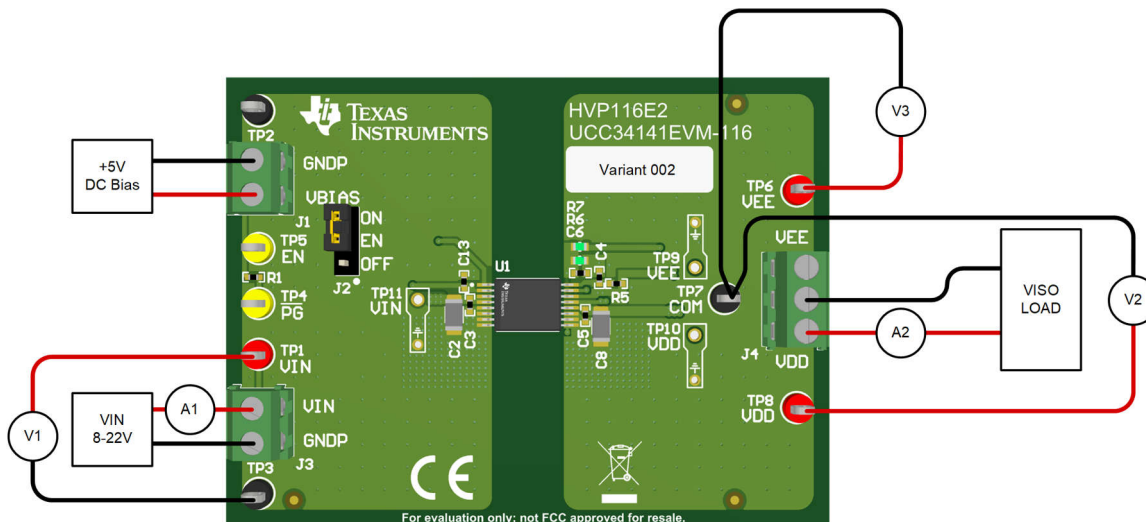 TEXAS
INSTRUMENTS
HVP116E2
UCC34141EVM-116
Variant 002
TP2
+5V
DC Bias
GNDP
VBIAS
J1
ON
EN
OFF
J2
TP5
EN
R1
TP4
PG
TP11
VIN
C13
C2
C3
U1
TEXAS
INSTRUMENTS
R7
R6
C6
C4
R5
C5
C8
TP9
VEE
TP7
COM
TP10
VDD
TP6
VEE
V3
VEE
VISO
LOAD
V2
A2
J4
VDD
TP8
VDD
TP1
VIN
V1
VIN
8-22V
A1
VIN
GNDP
J3
TP3
CE
For evaluation only; not FCC approved for resale.